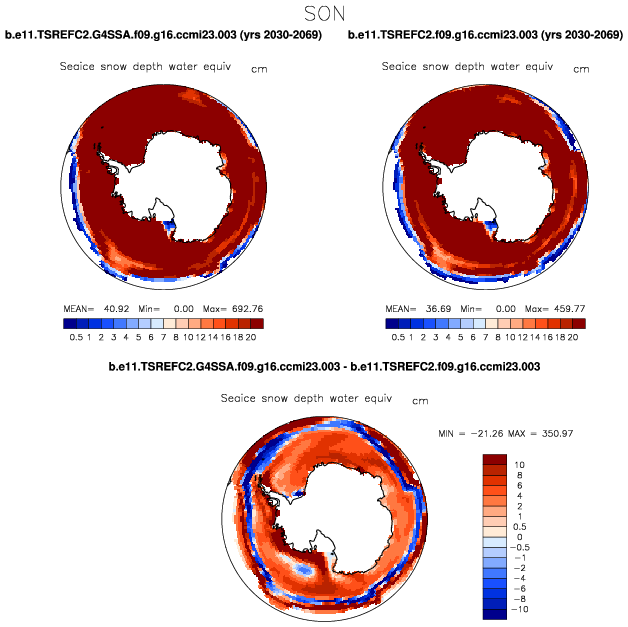 SON
b.e11.TSREFC2.G4SSA.f09.g16.ccmi23.003 (yrs 2030-2069)
b.e11.TSREFC2.f09.g16.ccmi23.003 (yrs 2030-2069)
Seaice snow depth water equiv cm
Seaice snow depth water equiv cm
MEAN= 40.92 Min= 0.00 Max= 692.76
MEAN= 36.69 Min= 0.00 Max= 459.77
0.5 1 2 3 4 5 6 7 8 9 10 12 14 16 18 20
0.5 1 2 3 4 5 6 7 8 9 10 12 14 16 18 20
b.e11.TSREFC2.G4SSA.f09.g16.ccmi23.003 - b.e11.TSREFC2.f09.g16.ccmi23.003
Seaice snow depth water equiv cm
MIN = -21.26 MAX = 350.97
10
8
6
4
2
1
0.5
0
-0.5
-1
-2
-4
-6
-8
-10